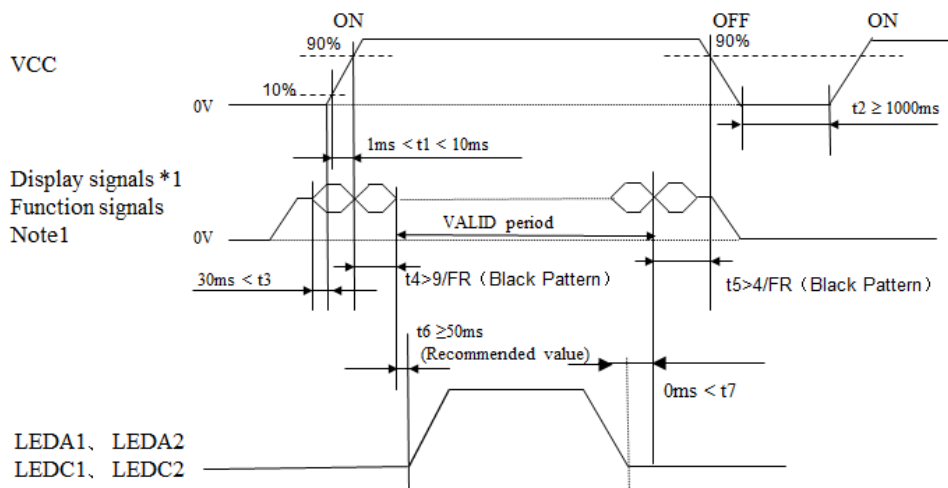 ON
OFF
ON
90%
90%
VCC
10%
0V
t2 ≥ 1000ms
1ms < t1 < 10ms
Display signals *1
Function signals
Note1
VALID period
0V
30ms < t3
t4>9/FR（Black Pattern）
t5>4/FR（Black Pattern）
t6 ≥50ms
(Recommended value)
0ms < t7
LEDA1、LEDA2
LEDC1、LEDC2